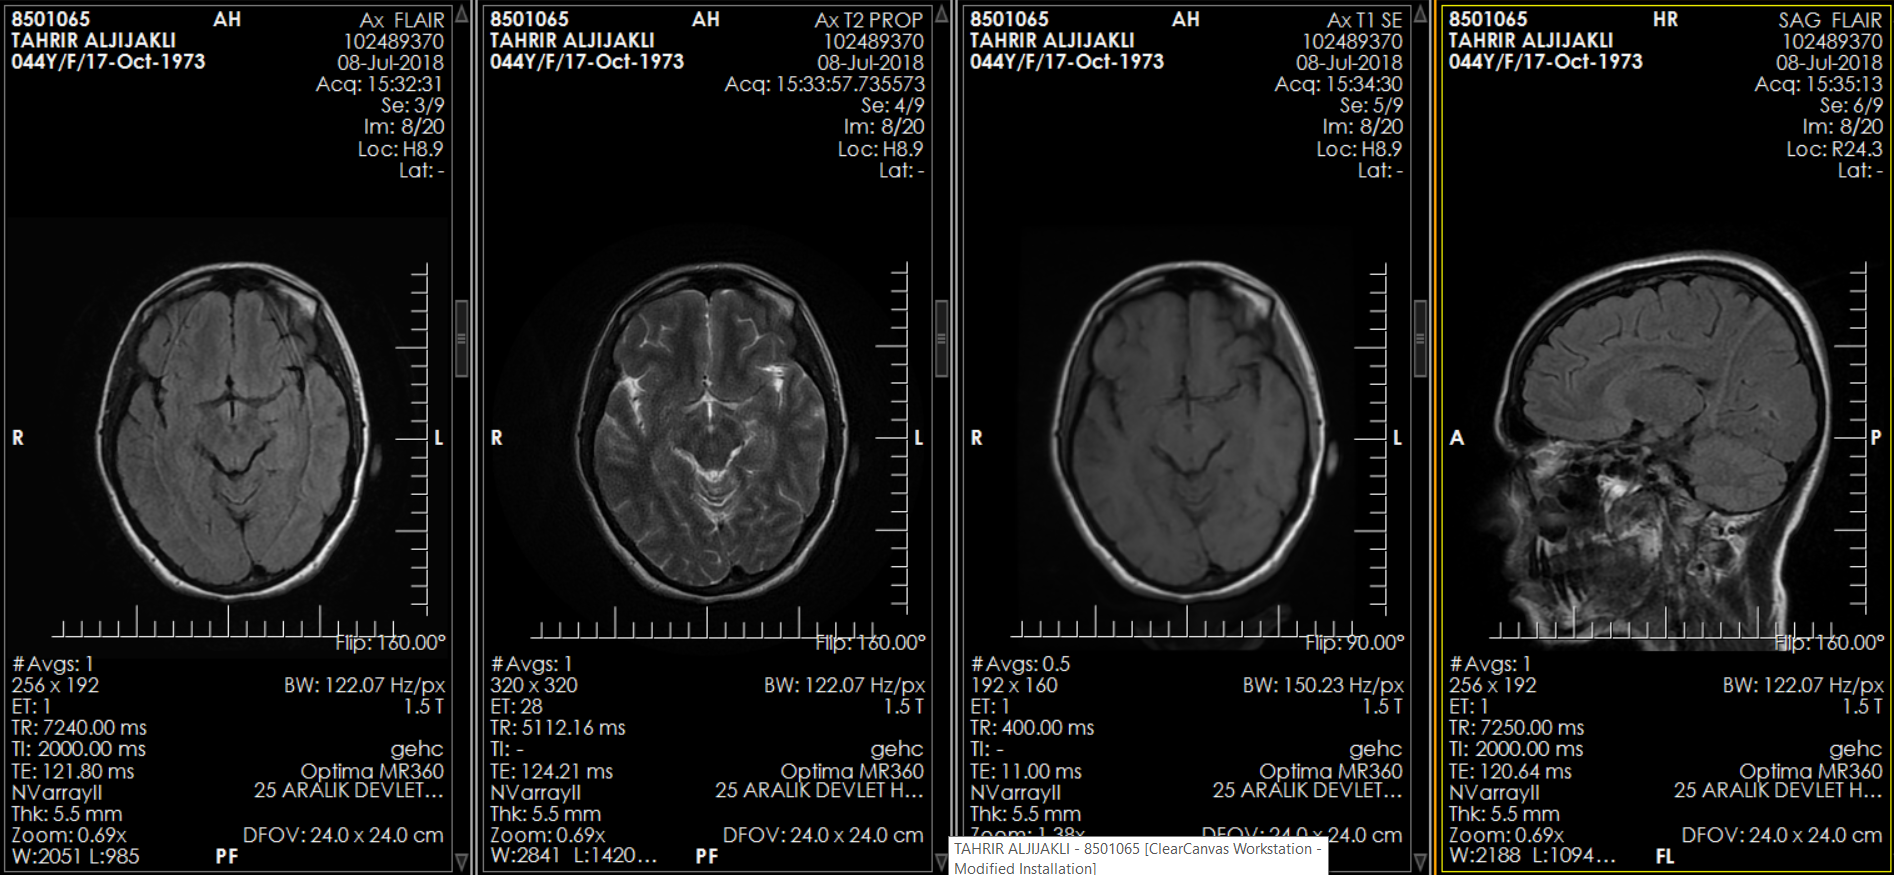 8501065 AH Ax FLAIR
TAHRIR ALJIJAKLI 102489370
044Y/F/17-Oct-1973 08-Jul-2018
Acq: 15:32:31
Se: 3/9
Im: 8/20
Loc: H8.9
Lat: -
R L
Flip: 160.00°
#Avgs: 1
256 x 192 BW: 122.07 Hz/px
ET: 1 1.5 T
TR: 7240.00 ms
TI: 2000.00 ms gehc
TE: 121.80 ms Optima MR360
NVarrayII 25 ARALIK DEVLET...
Thk: 5.5 mm
Zoom: 0.69x DFOV: 24.0 x 24.0 cm
W:2051 L:985 PF
8501065 AH Ax T2 PROP
TAHRIR ALJIJAKLI 102489370
044Y/F/17-Oct-1973 08-Jul-2018
Acq: 15:33:57.735573
Se: 4/9
Im: 8/20
Loc: H8.9
Lat: -
R L
Flip: 160.00°
#Avgs: 1
320 x 320 BW: 122.07 Hz/px
ET: 28 1.5 T
TR: 5112.16 ms
TI: - gehc
TE: 124.21 ms Optima MR360
NVarrayII 25 ARALIK DEVLET H...
Thk: 5.5 mm
Zoom: 0.69x DFOV: 24.0 x 24.0 cm
W:2841 L:1420... PF
8501065 AH Ax T1 SE
TAHRIR ALJIJAKLI 102489370
044Y/F/17-Oct-1973 08-Jul-2018
Acq: 15:34:30
Se: 5/9
Im: 8/20
Loc: H8.9
Lat: -
R L
Flip: 90.00°
#Avgs: 0.5
192 x 160 BW: 150.23 Hz/px
ET: 1 1.5 T
TR: 400.00 ms
TI: - gehc
TE: 11.00 ms Optima MR360
NVarrayII 25 ARALIK DEVLET...
Thk: 5.5 mm
Zoom: 1.38x DFOV: 24.0 x 24.0 cm
TAHRIR ALJIJAKLI - 8501065 [ClearCanvas Workstation -
Modified Installation]
8501065 HR SAG FLAIR
TAHRIR ALJIJAKLI 102489370
044Y/F/17-Oct-1973 08-Jul-2018
Acq: 15:35:13
Se: 6/9
Im: 8/20
Loc: R24.3
Lat: -
A P
Flip: 160.00°
#Avgs: 1
256 x 192 BW: 122.07 Hz/px
ET: 1 1.5 T
TR: 7250.00 ms
TI: 2000.00 ms gehc
TE: 120.64 ms Optima MR360
NVarrayII 25 ARALIK DEVLET H...
Thk: 5.5 mm
Zoom: 0.69x DFOV: 24.0 x 24.0 cm
W:2188 L:1094... FL